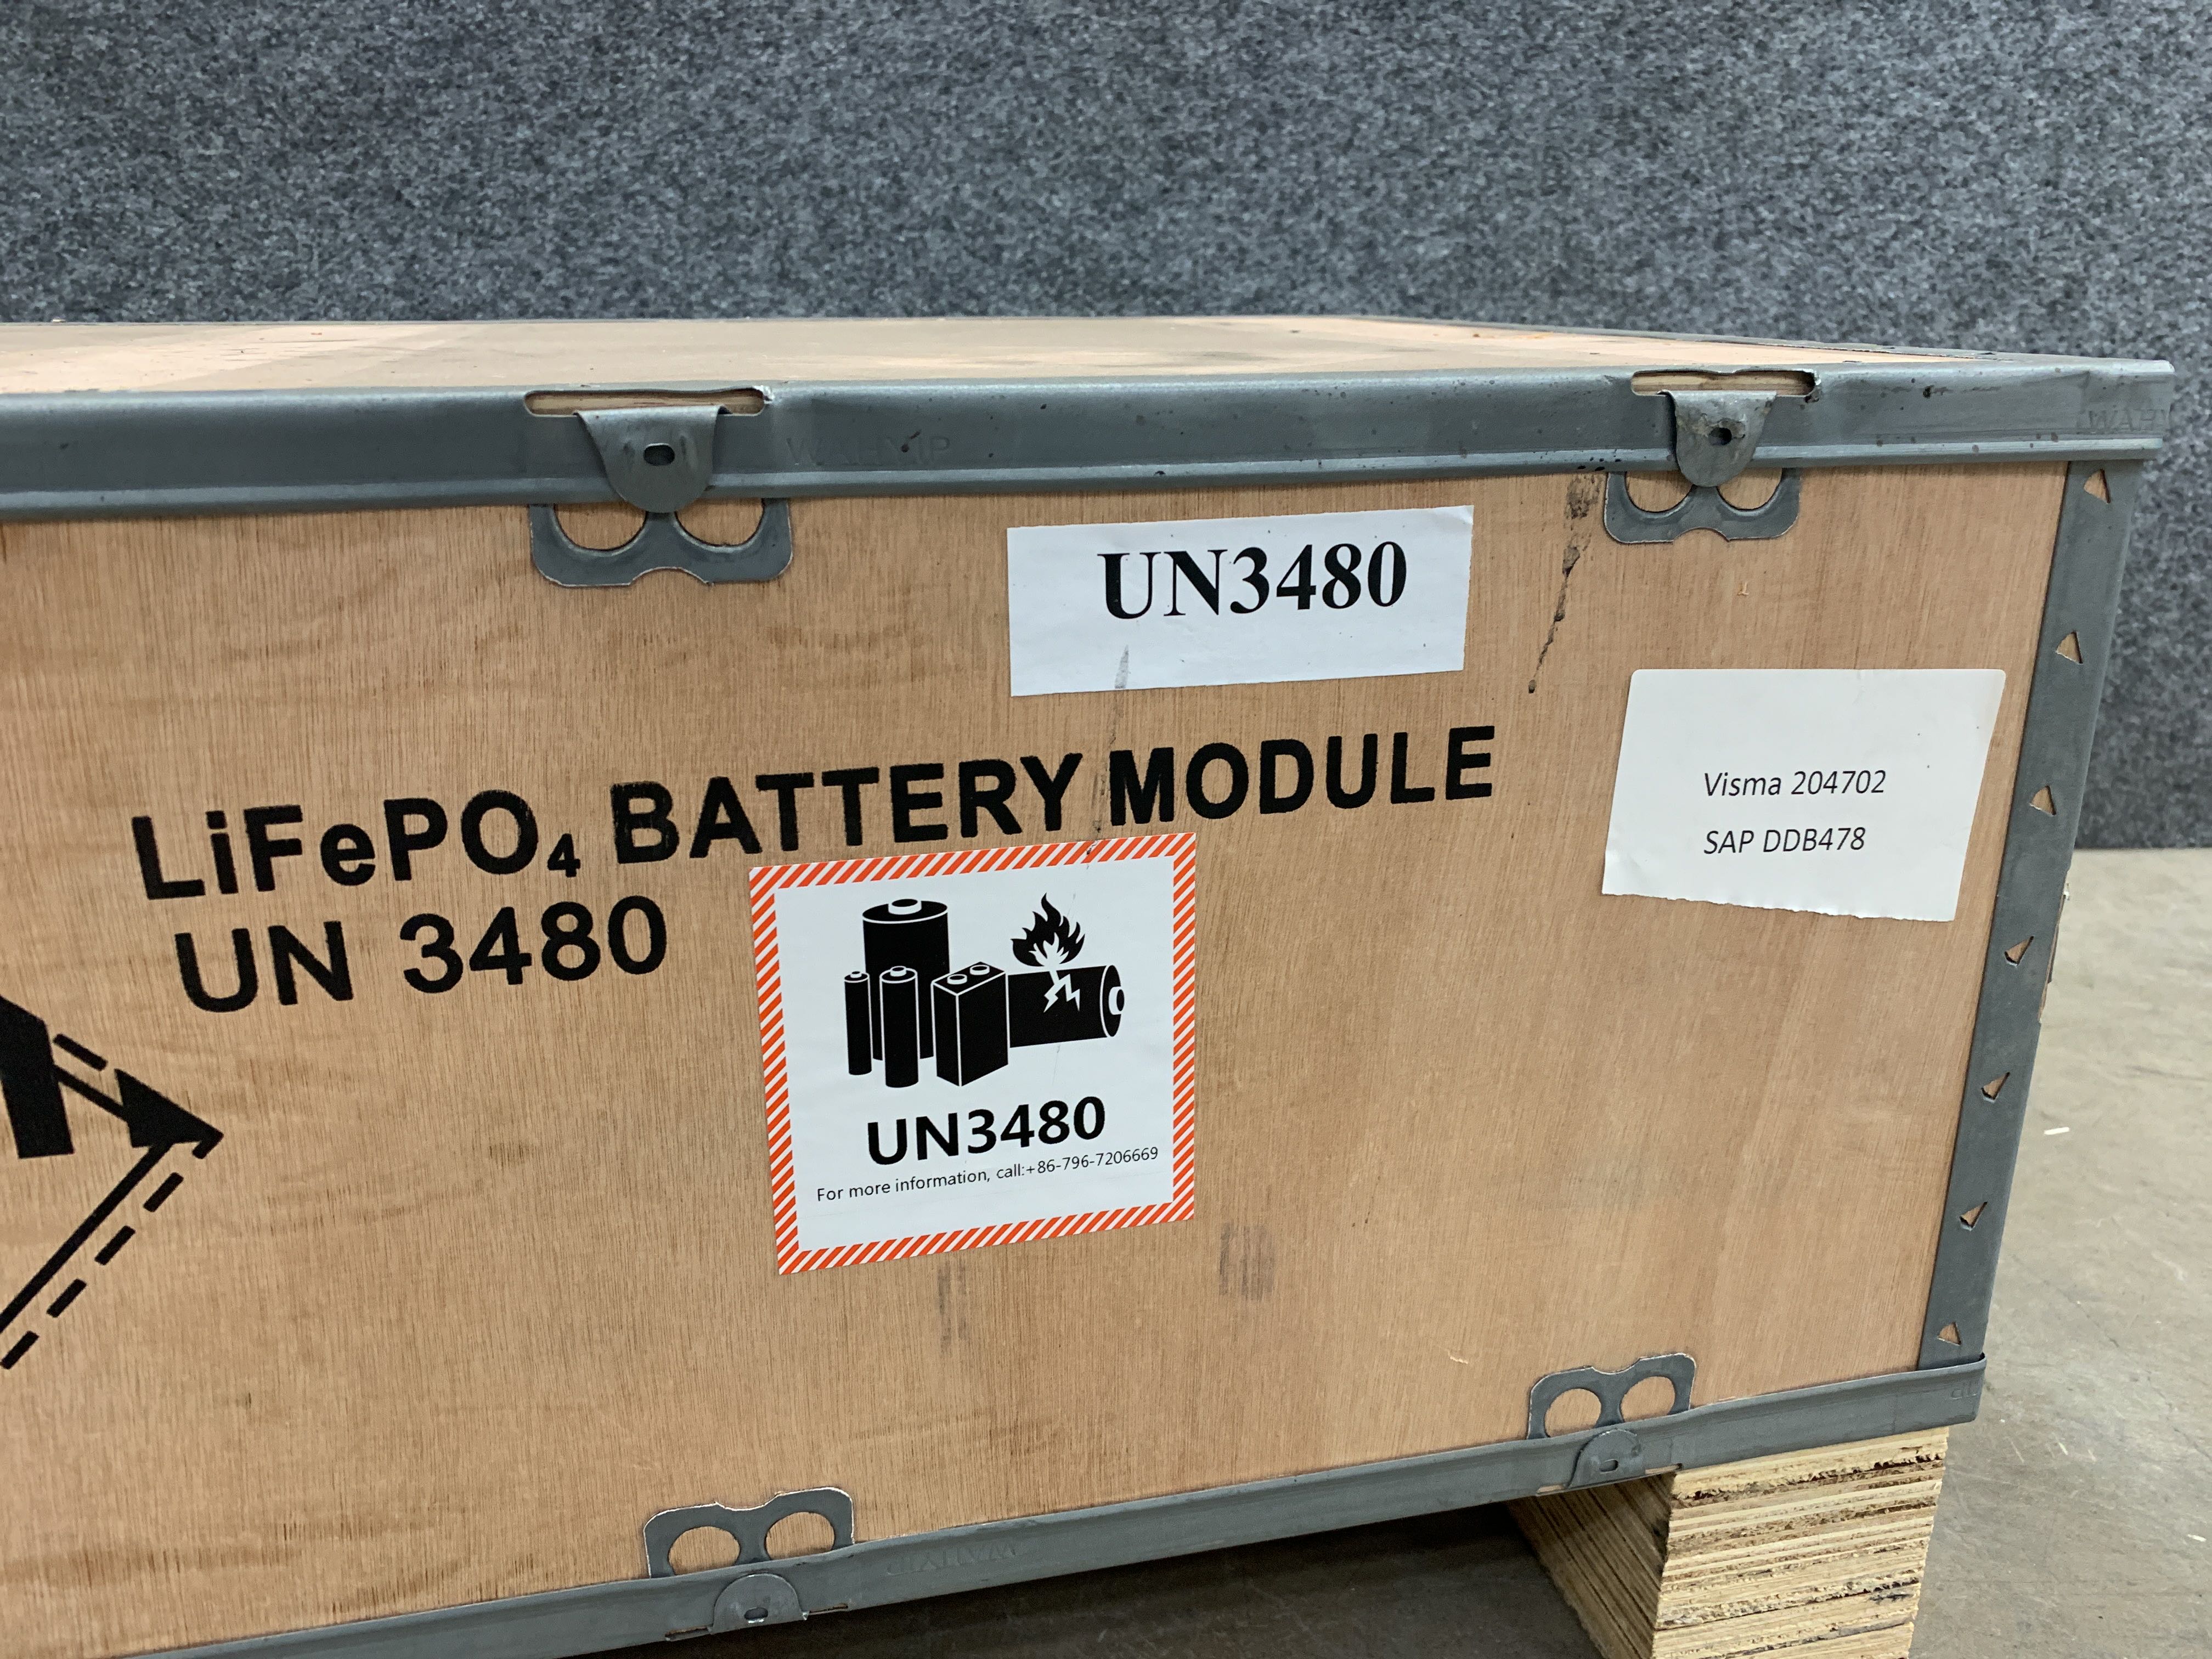 UN3480
LiFePO₄ BATTERY MODULE
UN 3480
Visma 204702
SAP DDB478
UN3480
For more information, call:+86-796-7206669